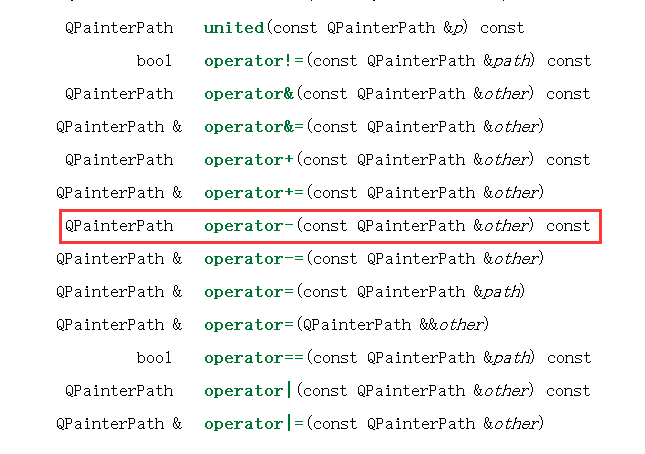 QPainterPath united(const QPainterPath &p) const
bool operator!=(const QPainterPath &path) const
QPainterPath operator&(const QPainterPath &other) const
QPainterPath & operator&=(const QPainterPath &other)
QPainterPath operator+(const QPainterPath &other) const
QPainterPath & operator+=(const QPainterPath &other)
QPainterPath operator-(const QPainterPath &other) const
QPainterPath & operator-=(const QPainterPath &other)
QPainterPath & operator=(const QPainterPath &path)
QPainterPath & operator=(QPainterPath &&other)
bool operator==(const QPainterPath &path) const
QPainterPath operator|(const QPainterPath &other) const
QPainterPath & operator|=(const QPainterPath &other)